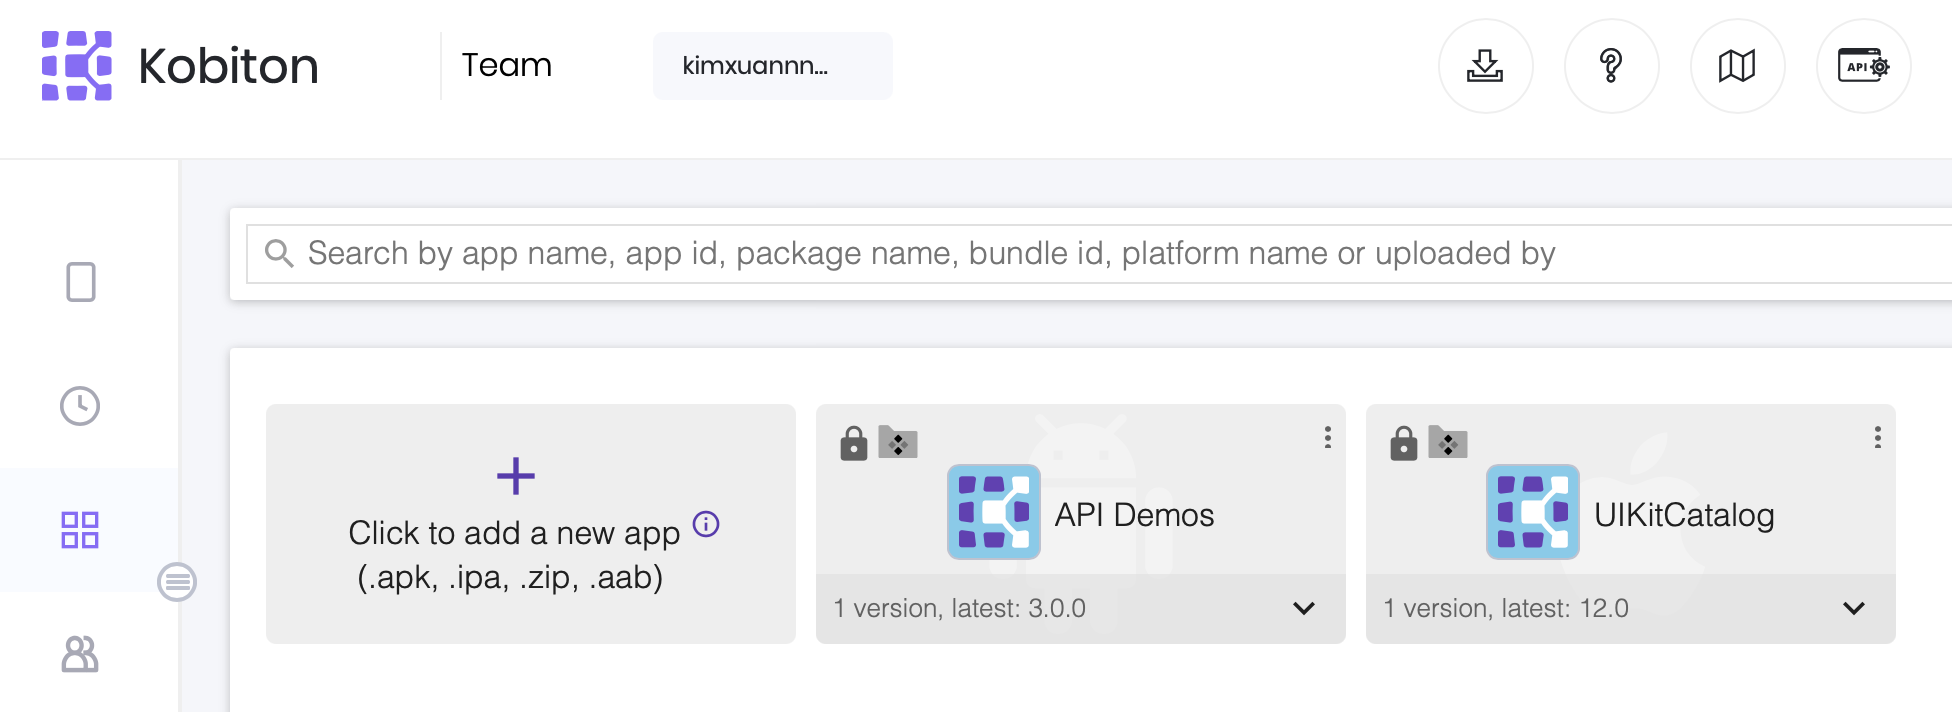 Kobiton
Team
kimxuannn...
API
Search by app name, app id, package name, bundle id, platform name or uploaded by
Click to add a new app
(.apk, .ipa, .zip, .aab)
API Demos
1 version, latest: 3.0.0
UIKitCatalog
1 version, latest: 12.0